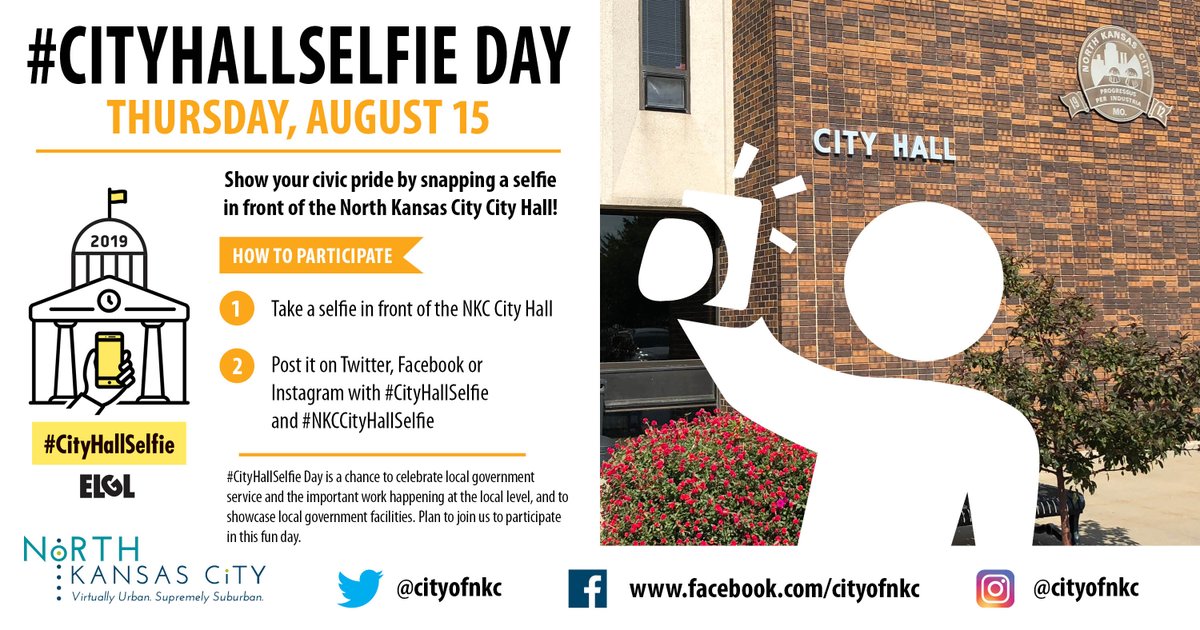 #CITYHALLSELFIE DAY
THURSDAY, AUGUST 15
Show your civic pride by snapping a selfie
in front of the North Kansas City City Hall!
HOW TO PARTICIPATE
1 Take a selfie in front of the NKC City Hall
2 Post it on Twitter, Facebook or
Instagram with #CityHallSelfie
and #NKCCityHallSelfie
#CityHallSelfie Day is a chance to celebrate local government
service and the important work happening at the local level, and to
showcase local government facilities. Plan to join us to participate
in this fun day.
2019
#CityHallSelfie
ELGL
NORTH
KANSAS CiTY
Virtually Urban. Supremely Suburban.
@cityofnkc
www.facebook.com/cityofnkc
@cityofnkc
NORTH KANSAS CITY
PROGRESSUS
PER INDUSTRIA
19 12
MO.
CITY HALL